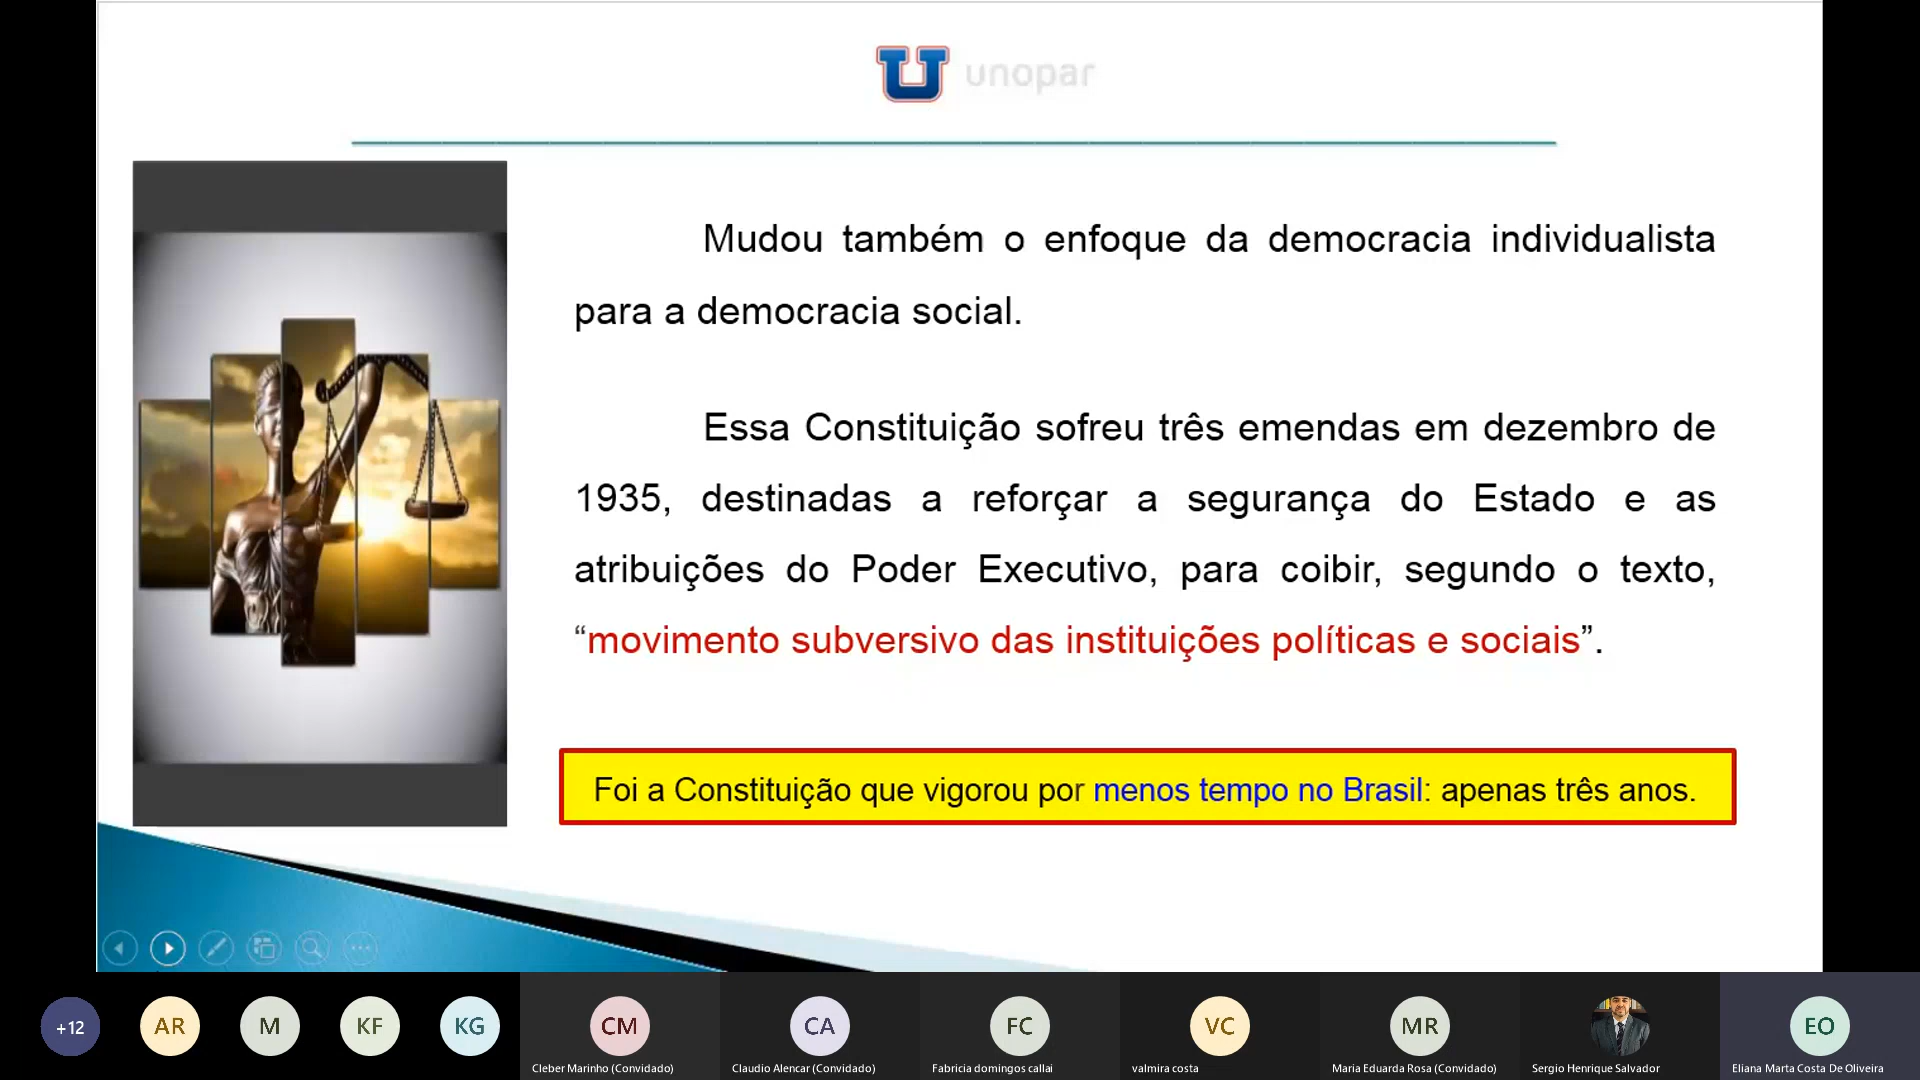 unopar
Mudou também o enfoque da democracia individualista
para a democracia social.
Essa Constituição sofreu três emendas em dezembro de
1935, destinadas a reforçar a segurança do Estado e as
atribuições do Poder Executivo, para coibir, segundo o texto,
“movimento subversivo das instituições políticas e sociais”.
Foi a Constituição que vigorou por menos tempo no Brasil: apenas três anos.
+12
AR
M
KF
KG
CM
CA
FC
VC
MR
EO
Cleber Marinho (Convidado)
Claudio Alencar (Convidado)
Fabricia domingos callai
valmira costa
Maria Eduarda Rosa (Convidado)
Sergio Henrique Salvador
Eliana Marta Costa De Oliveira